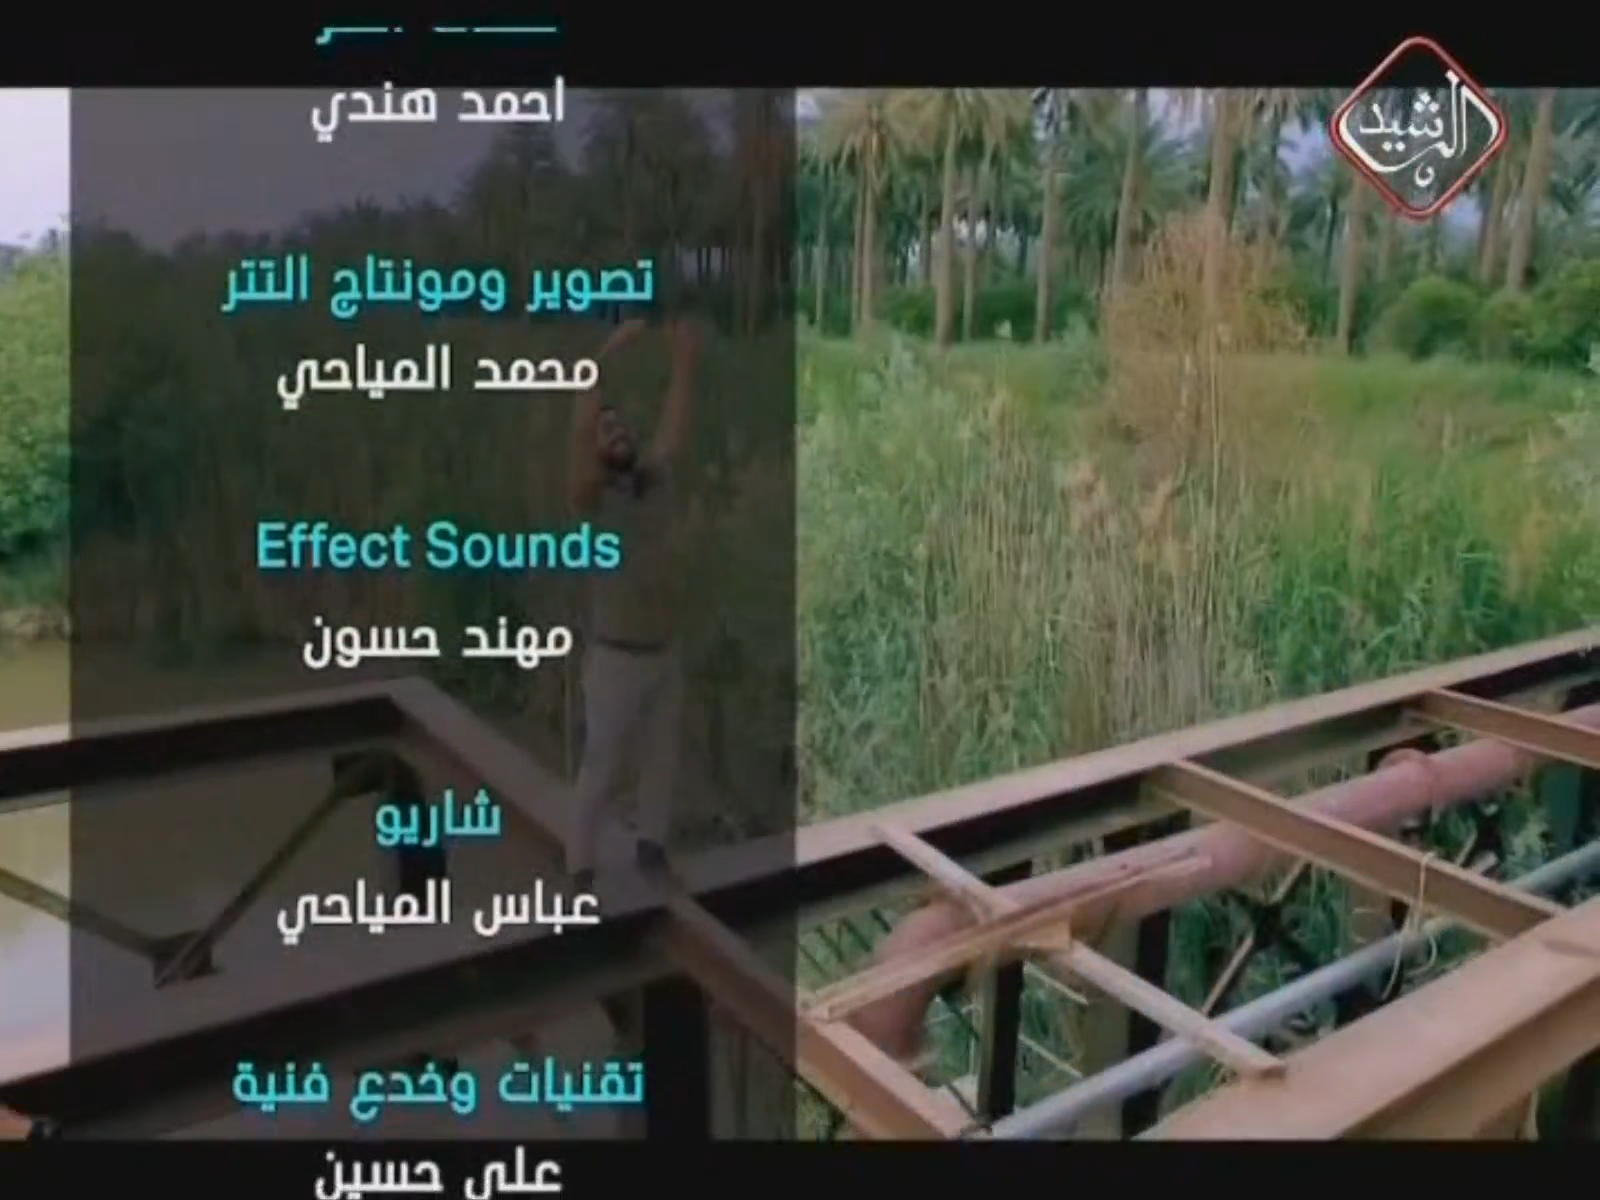 احمد هندي
الرشيد
تصوير ومونتاج التتر
محمد المياحي
Effect Sounds
مهند حسون
شاريو
عباس المياحي
تقنيات وخدع فنية
علي حسين